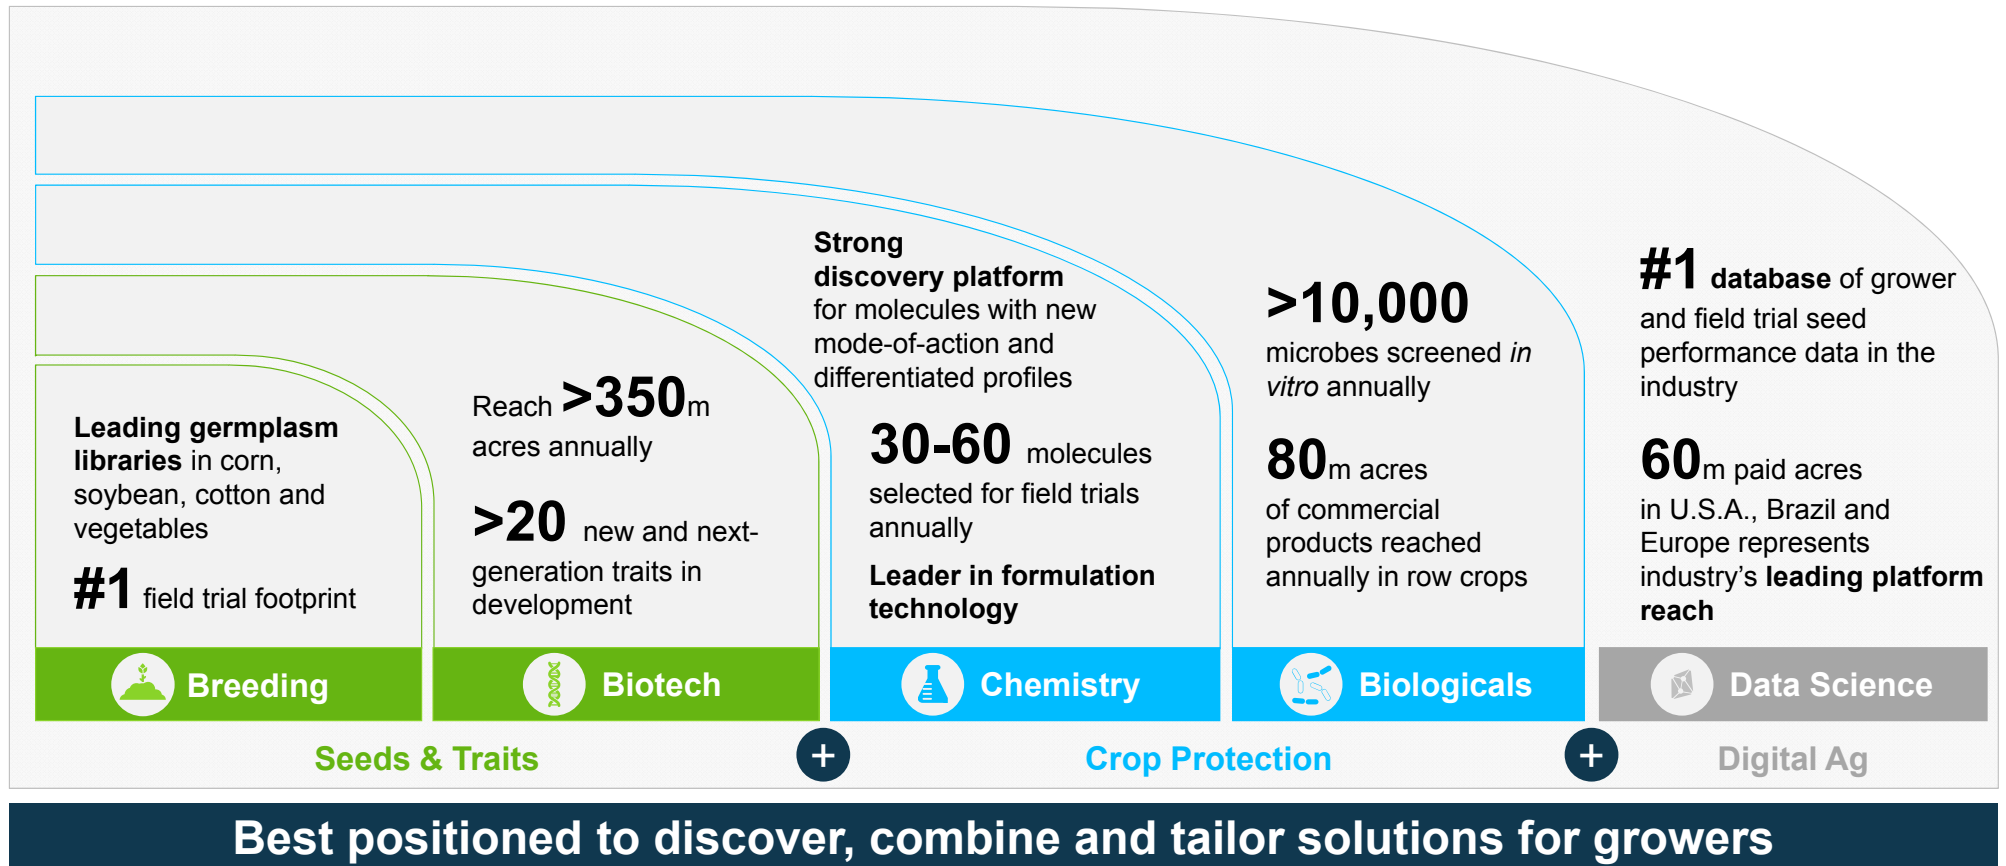 Leading germplasm
libraries in corn,
soybean, cotton and
vegetables
#1 field trial footprint
Breeding
Reach >350m
acres annually
>20 new and next-
generation traits in
development
Biotech
Seeds & Traits
+
Strong
discovery platform
for molecules with new
mode-of-action and
differentiated profiles
30-60 molecules
selected for field trials
annually
Leader in formulation
technology
Chemistry
>10,000
microbes screened in
vitro annually
80m acres
of commercial
products reached
annually in row crops
Biologicals
Crop Protection
+
#1 database of grower
and field trial seed
performance data in the
industry
60m paid acres
in U.S.A., Brazil and
Europe represents
industry’s leading platform
reach
Data Science
Digital Ag
Best positioned to discover, combine and tailor solutions for growers